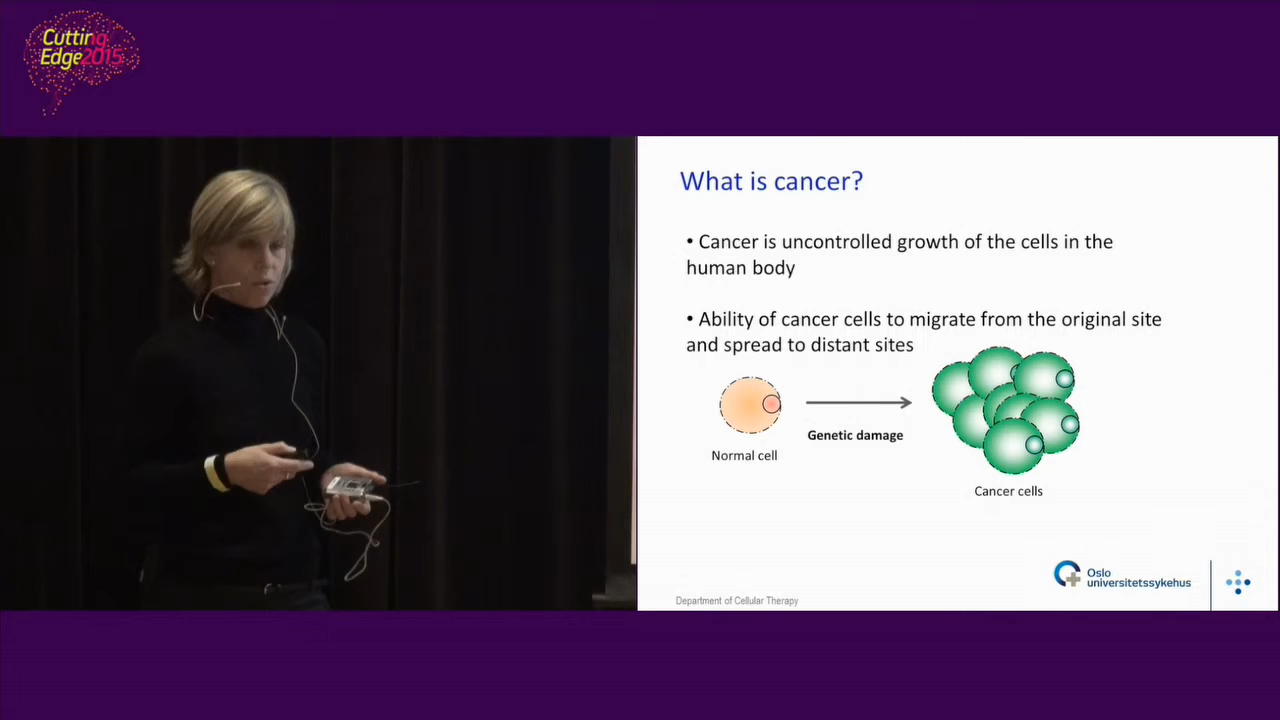 Cutting
Edge2015
What is cancer?
• Cancer is uncontrolled growth of the cells in the
human body
• Ability of cancer cells to migrate from the original site
and spread to distant sites
Genetic damage
Normal cell
Cancer cells
Oslo
universitetssykehus
Department of Cellular Therapy